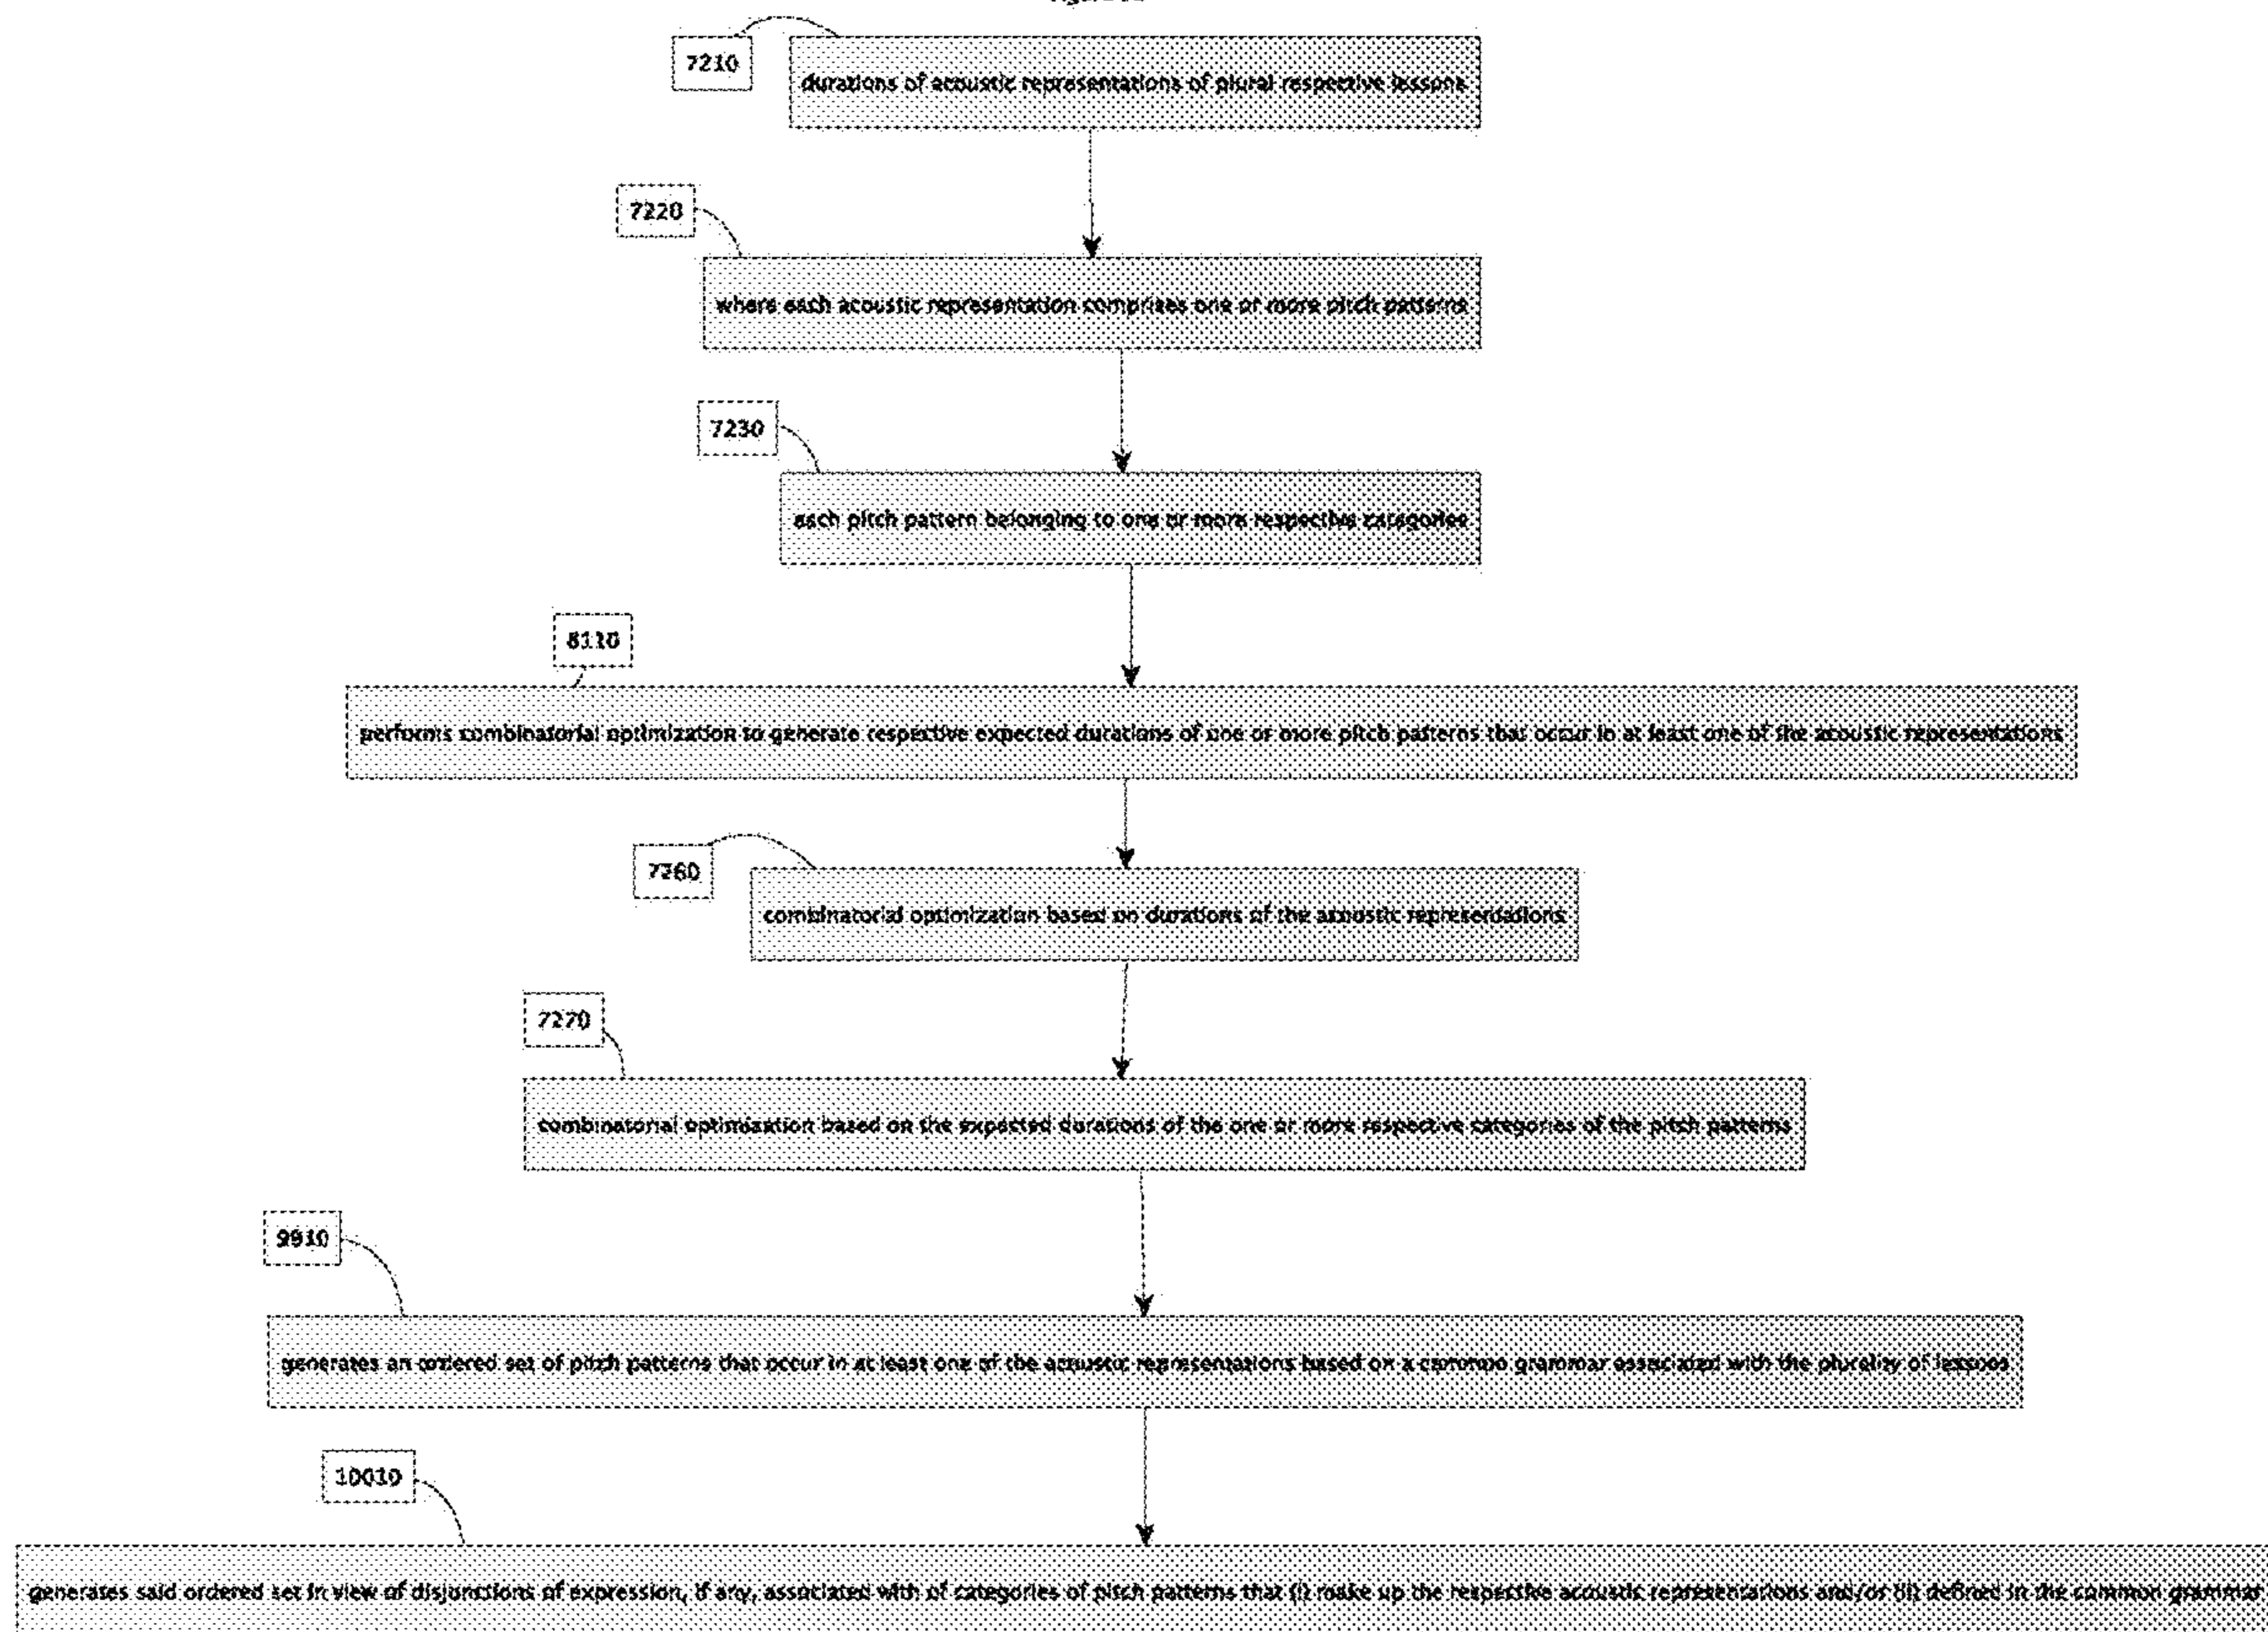 7210
durations of acoustic representations of plural respective lessons
7220
where each acoustic representation comprises one or more pitch patterns
7230
each pitch pattern belonging to one or more respective categories
8110
performs combinatorial optimization to generate respective expected durations of one or more pitch patterns that occur in at least one of the acoustic representations
7260
combinatorial optimization based on durations of the acoustic representations
7270
combinatorial optimization based on the expected durations of the one or more respective categories of the pitch patterns
9910
generates an ordered set of pitch patterns that occur in at least one of the acoustic representations based on a common grammar associated with the plurality of lessons
10010
generates said ordered set in view of disjunctions of expression, if any, associated with of categories of pitch patterns that (i) make up the respective acoustic representations and/or (ii) defined in the common grammar